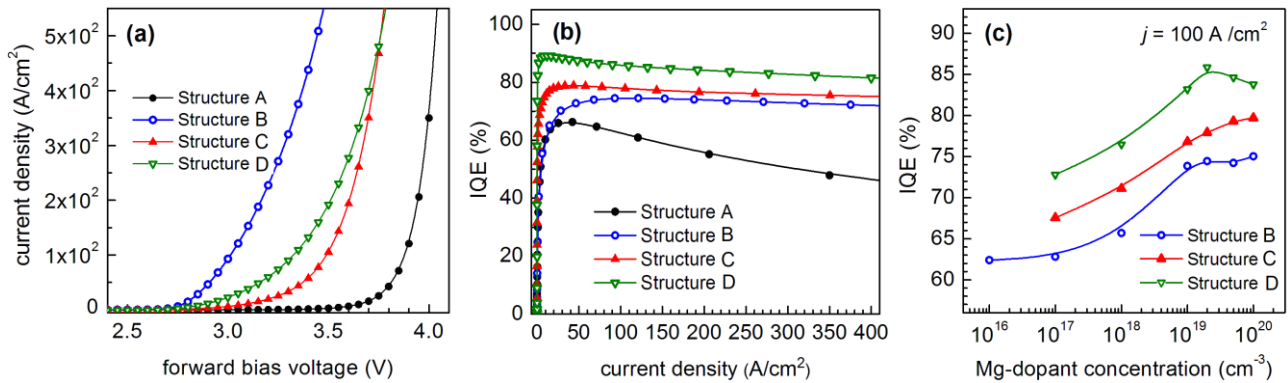 (a)
5x10²
4x10²
3x10²
2x10²
1x10²
0
current density (A/cm²)
Structure A
Structure B
Structure C
Structure D
2.5 3.0 3.5 4.0
forward bias voltage (V)
(b)
100
80
60
40
20
0
IQE (%)
Structure A
Structure B
Structure C
Structure D
0 50 100 150 200 250 300 350 400
current density (A/cm²)
(c)
j = 100 A /cm²
90
85
80
75
70
65
60
IQE (%)
Structure B
Structure C
Structure D
10¹⁶ 10¹⁷ 10¹⁸ 10¹⁹ 10²⁰
Mg-dopant concentration (cm⁻³)